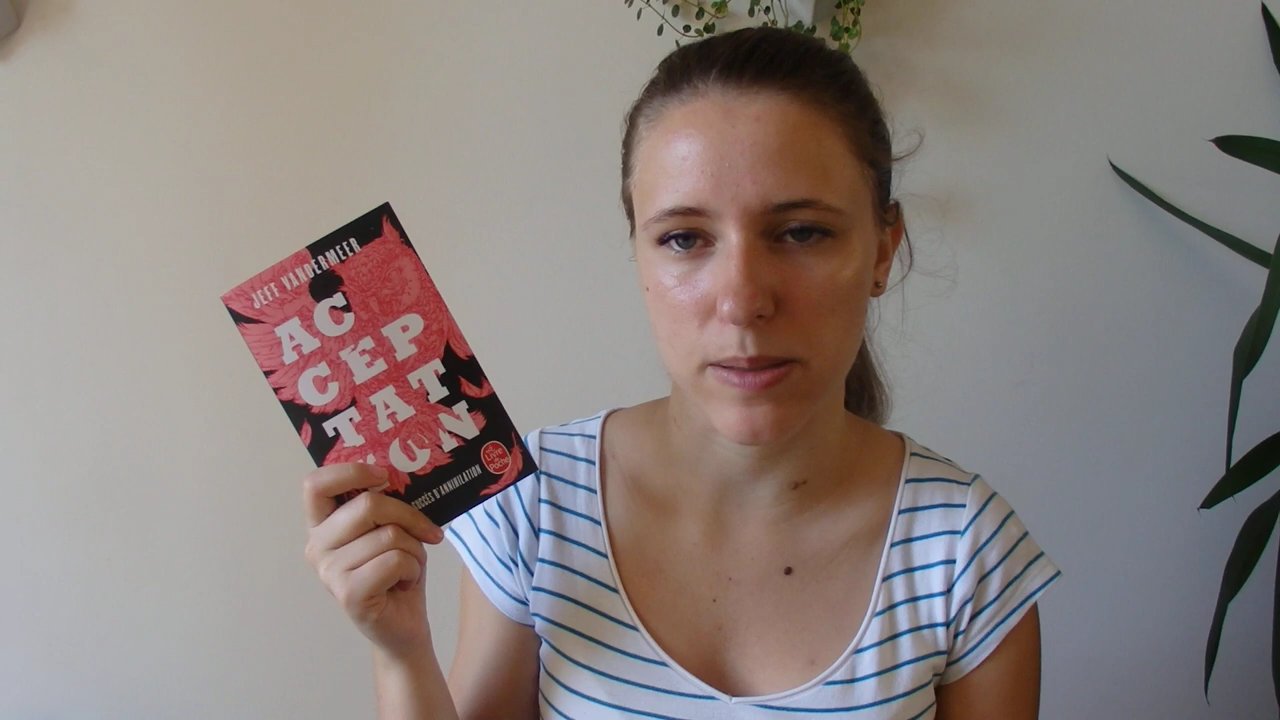 JEFF VANDERMEER
AC
CEP
TAT
ION
SUCCÈS D'ANNIHILATION
Le
Livre
de
Poche